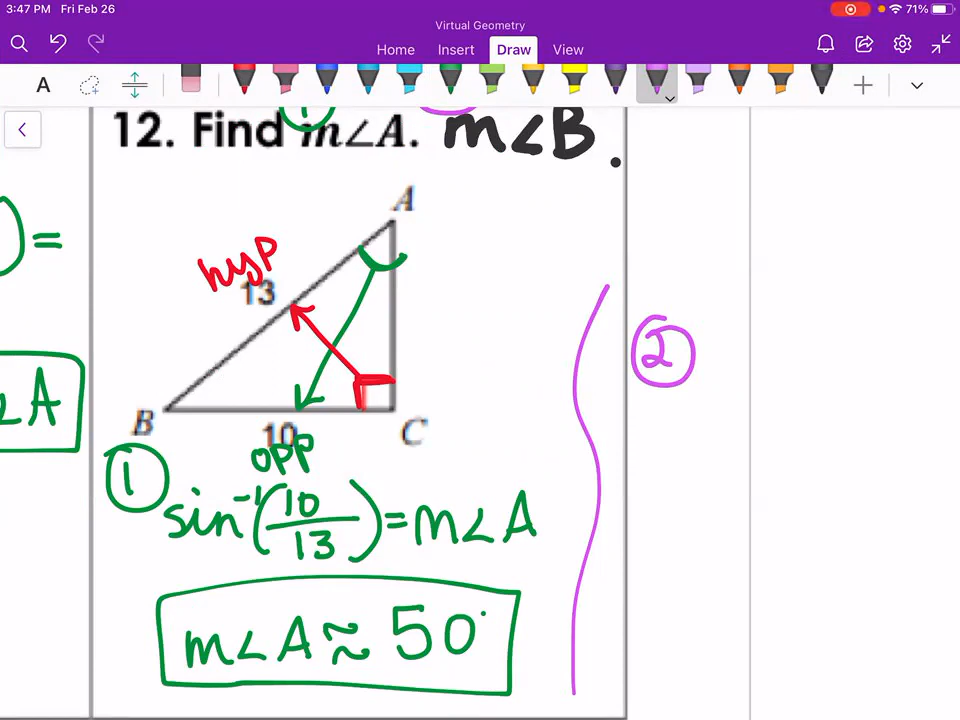 3:47 PM Fri Feb 26
71%
Virtual Geometry
Home Insert Draw View
A
12. Find m∠A. m∠B.
1
) =
A
hyp
13
∠A
2
B
10
C
opp
1
sin⁻¹(10/13) = m∠A
m∠A ≈ 50